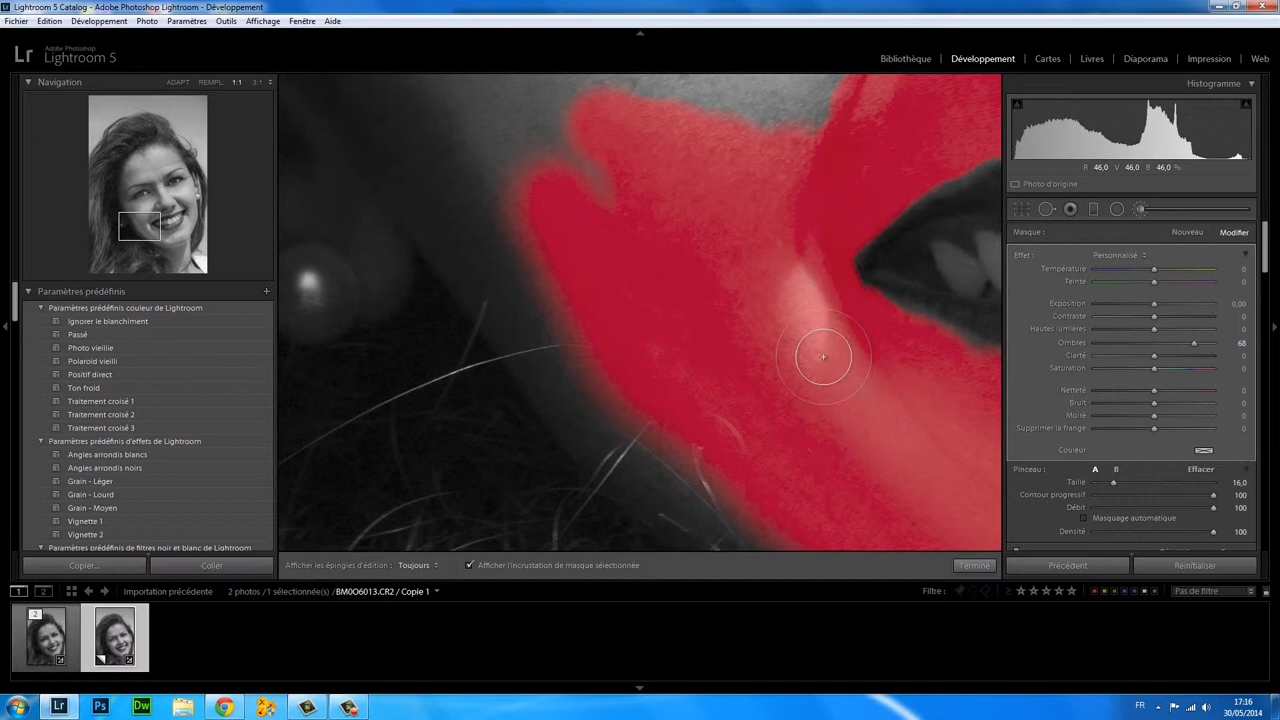 Lightroom 5 Catalog - Adobe Photoshop Lightroom - Développement
Fichier Edition Développement Photo Paramètres Outils Affichage Fenêtre Aide
Lr Adobe Photoshop
Lightroom 5
Bibliothèque | Développement | Cartes | Livres | Diaporama | Impression | Web
Navigation ADAPT. REMPL. 1:1 3:1
Histogramme
R 46,0 V 46,0 B 46,0 %
Photo d'origine
Masque : Nouveau Modifier
Effet : Personnalisé
Température 0
Teinte 0
Exposition 0,00
Contraste 0
Hautes lumières 0
Ombres 68
Clarté 0
Saturation 0
Netteté 0
Bruit 0
Moiré 0
Supprimer la frange 0
Couleur
Pinceau : A B Effacer
Taille 16,0
Contour progressif 100
Débit 100
Masquage automatique
Densité 100
Précédent Réinitialiser
Paramètres prédéfinis +
Paramètres prédéfinis couleur de Lightroom
Ignorer le blanchiment
Passé
Photo vieillie
Polaroïd vieilli
Positif direct
Ton froid
Traitement croisé 1
Traitement croisé 2
Traitement croisé 3
Paramètres prédéfinis d'effets de Lightroom
Angles arrondis blancs
Angles arrondis noirs
Grain - Léger
Grain - Lourd
Grain - Moyen
Vignette 1
Vignette 2
Paramètres prédéfinis de filtres noir et blanc de Lightroom
Copier... Coller
Afficher les épingles d'édition : Toujours Afficher l'incrustation de masque sélectionnée Terminé
1 2 Importation précédente 2 photos /1 sélectionnée(s) /BM0O6013.CR2 / Copie 1 Filtre : Pas de filtre
2
Lr Ps Dw
FR 17:16
30/05/2014